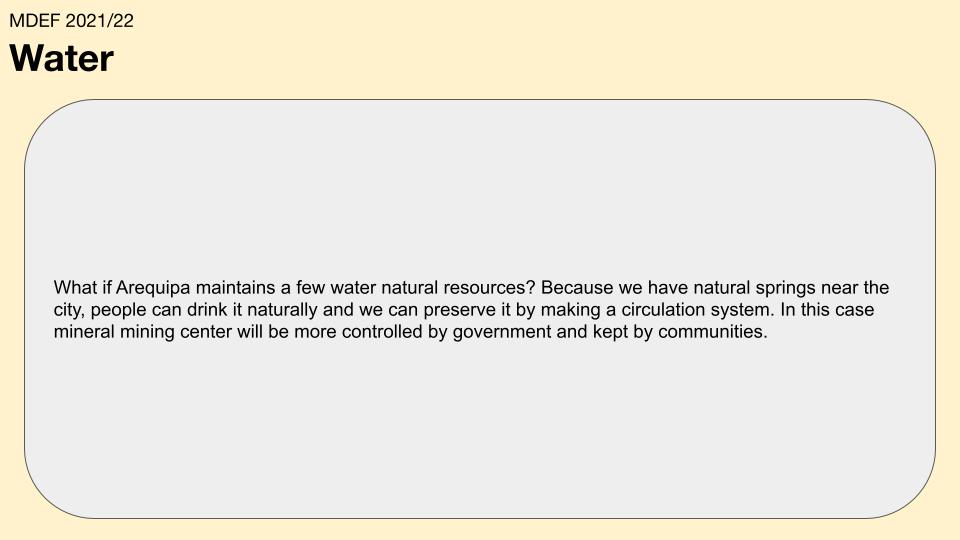 MDEF 2021/22
Water
What if Arequipa maintains a few water natural resources? Because we have natural springs near the
city, people can drink it naturally and we can preserve it by making a circulation system. In this case
mineral mining center will be more controlled by government and kept by communities.